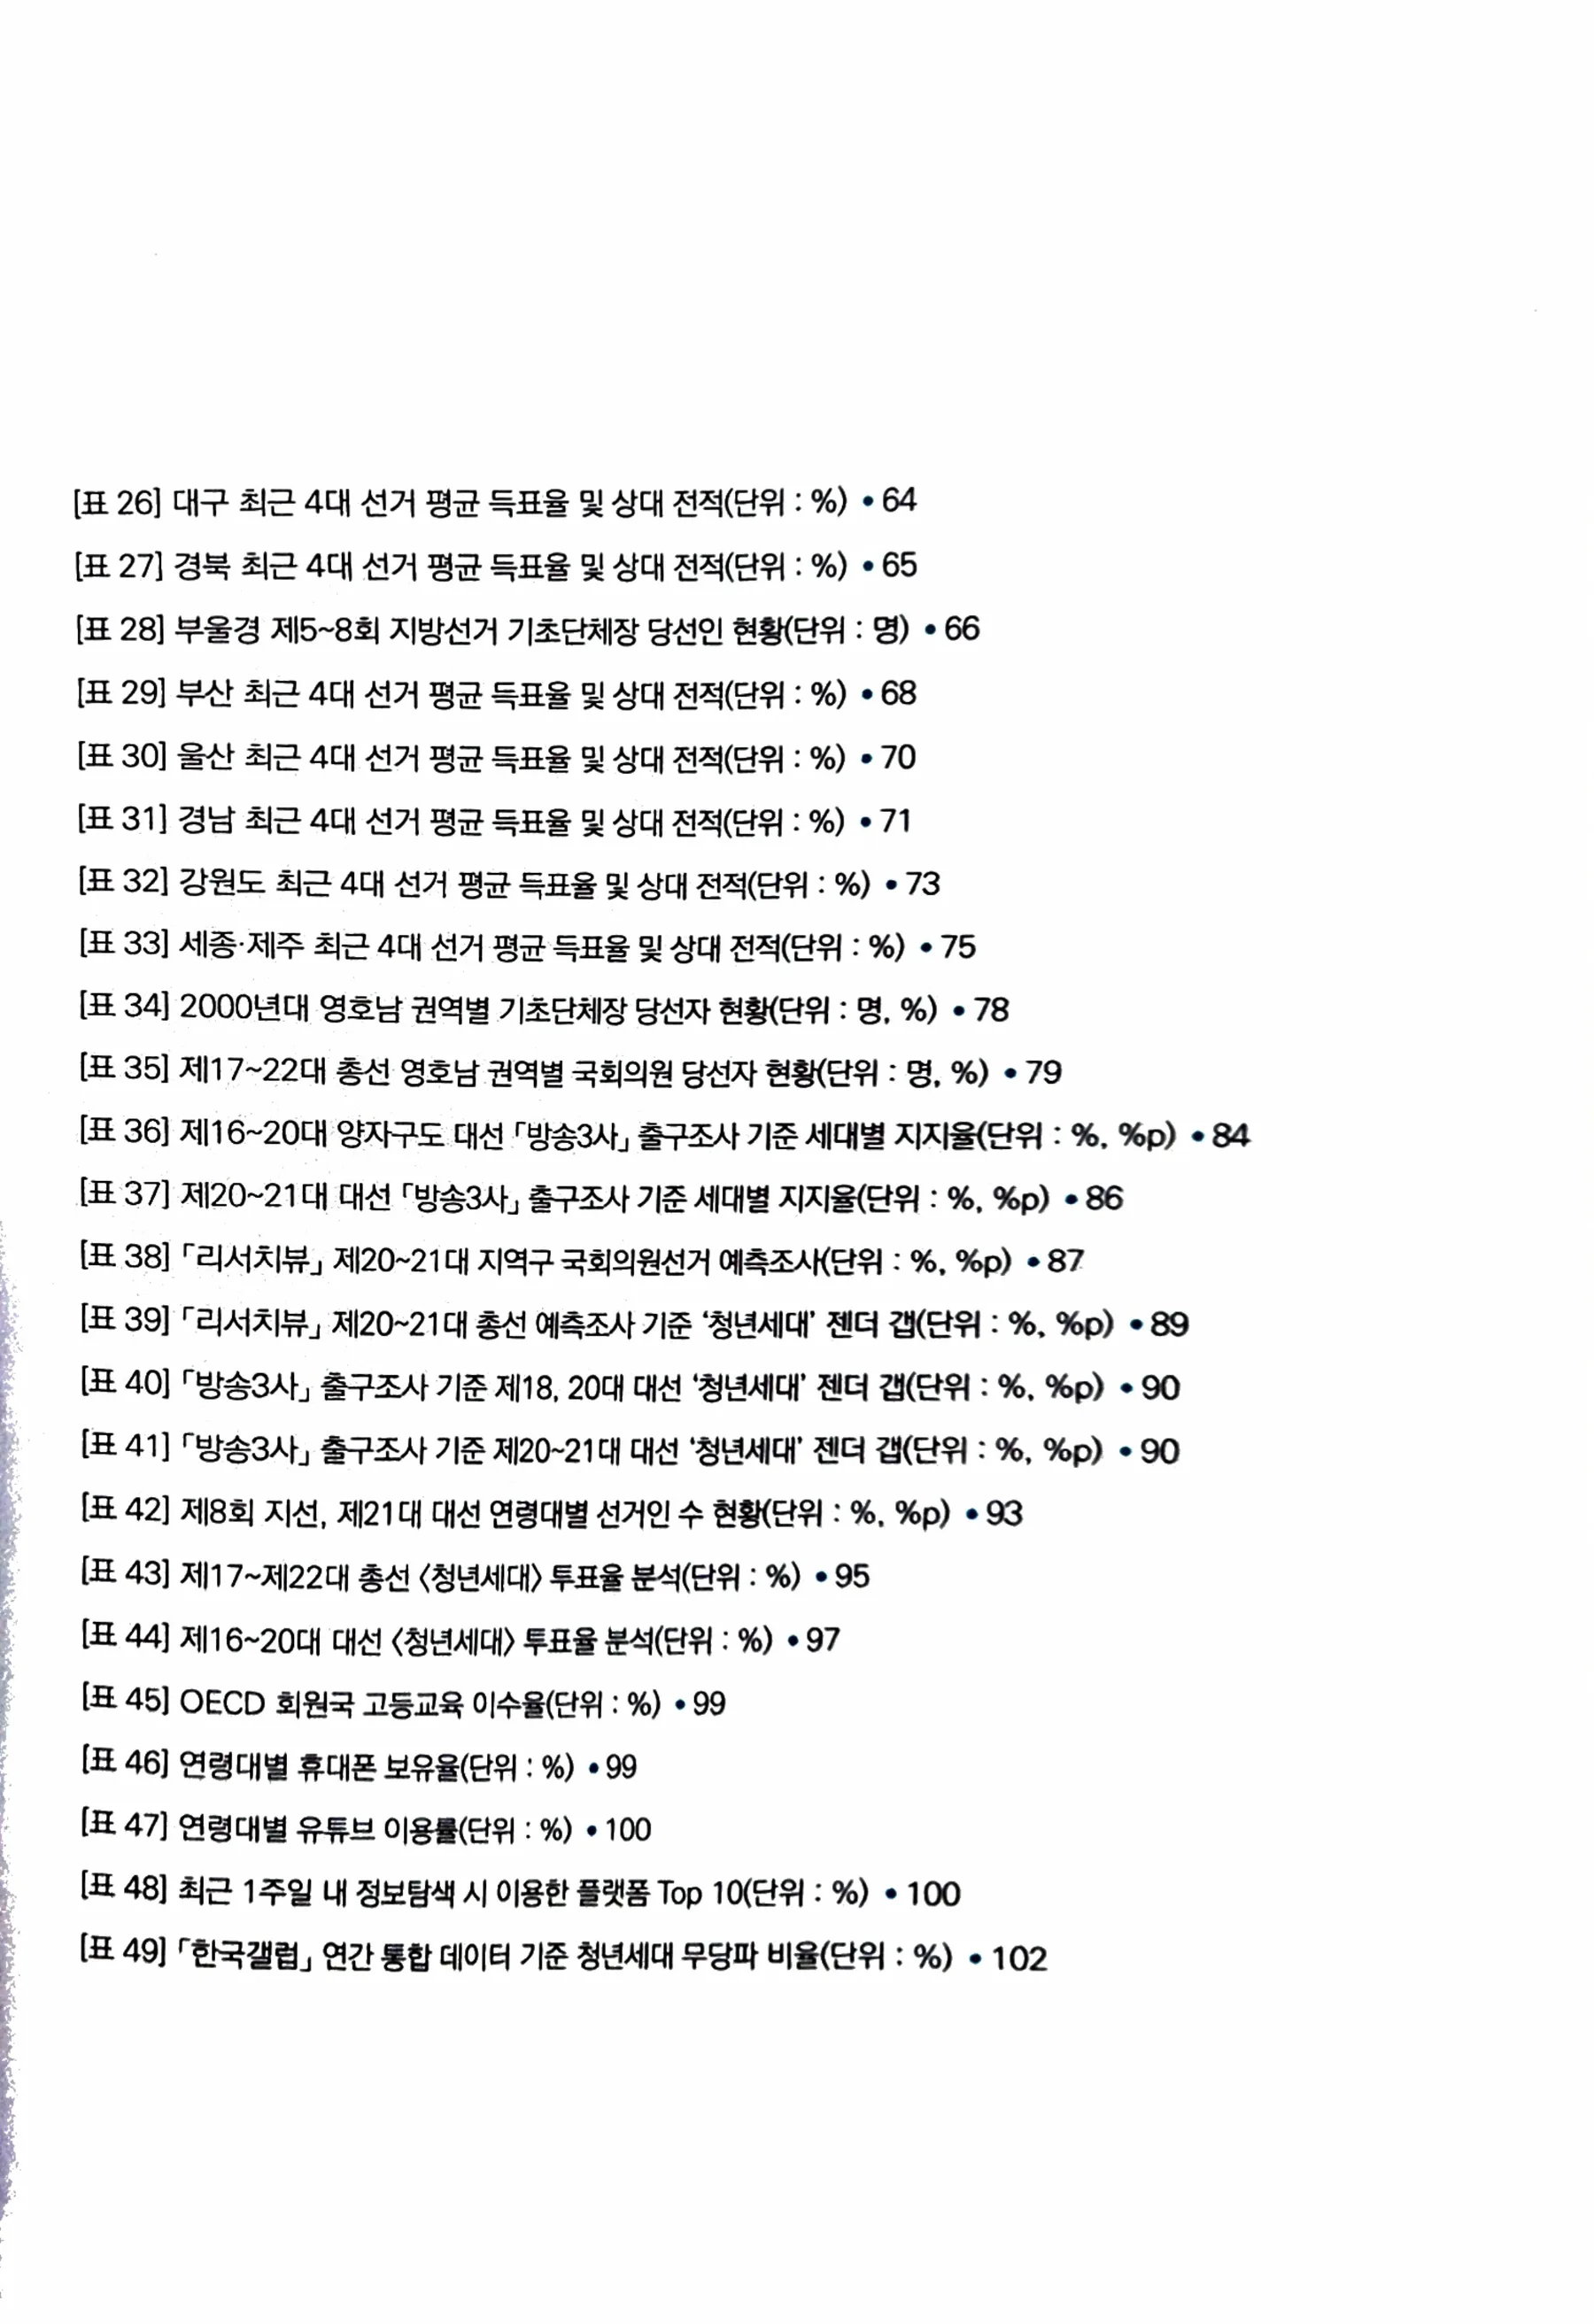 [표 26] 대구 최근 4대 선거 평균 득표율 및 상대 전적(단위 : %) • 64
[표 27] 경북 최근 4대 선거 평균 득표율 및 상대 전적(단위 : %) • 65
[표 28] 부울경 제5~8회 지방선거 기초단체장 당선인 현황(단위 : 명) • 66
[표 29] 부산 최근 4대 선거 평균 득표율 및 상대 전적(단위 : %) • 68
[표 30] 울산 최근 4대 선거 평균 득표율 및 상대 전적(단위 : %) • 70
[표 31] 경남 최근 4대 선거 평균 득표율 및 상대 전적(단위 : %) • 71
[표 32] 강원도 최근 4대 선거 평균 득표율 및 상대 전적(단위 : %) • 73
[표 33] 세종·제주 최근 4대 선거 평균 득표율 및 상대 전적(단위 : %) • 75
[표 34] 2000년대 영호남 권역별 기초단체장 당선자 현황(단위 : 명, %) • 78
[표 35] 제17~22대 총선 영호남 권역별 국회의원 당선자 현황(단위 : 명, %) • 79
[표 36] 제16~20대 양자구도 대선 「방송3사」 출구조사 기준 세대별 지지율(단위 : %, %p) • 84
[표 37] 제20~21대 대선 「방송3사」 출구조사 기준 세대별 지지율(단위 : %, %p) • 86
[표 38] 「리서치뷰」 제20~21대 지역구 국회의원선거 예측조사(단위 : %, %p) • 87
[표 39] 「리서치뷰」 제20~21대 총선 예측조사 기준 ‘청년세대’ 젠더 갭(단위 : %, %p) • 89
[표 40] 「방송3사」 출구조사 기준 제18, 20대 대선 ‘청년세대’ 젠더 갭(단위 : %, %p) • 90
[표 41] 「방송3사」 출구조사 기준 제20~21대 대선 ‘청년세대’ 젠더 갭(단위 : %, %p) • 90
[표 42] 제8회 지선, 제21대 대선 연령대별 선거인 수 현황(단위 : %, %p) • 93
[표 43] 제17~제22대 총선 〈청년세대〉 투표율 분석(단위 : %) • 95
[표 44] 제16~20대 대선 〈청년세대〉 투표율 분석(단위 : %) • 97
[표 45] OECD 회원국 고등교육 이수율(단위 : %) • 99
[표 46] 연령대별 휴대폰 보유율(단위 : %) • 99
[표 47] 연령대별 유튜브 이용률(단위 : %) • 100
[표 48] 최근 1주일 내 정보탐색 시 이용한 플랫폼 Top 10(단위 : %) • 100
[표 49] 「한국갤럽」 연간 통합 데이터 기준 청년세대 무당파 비율(단위 : %) • 102